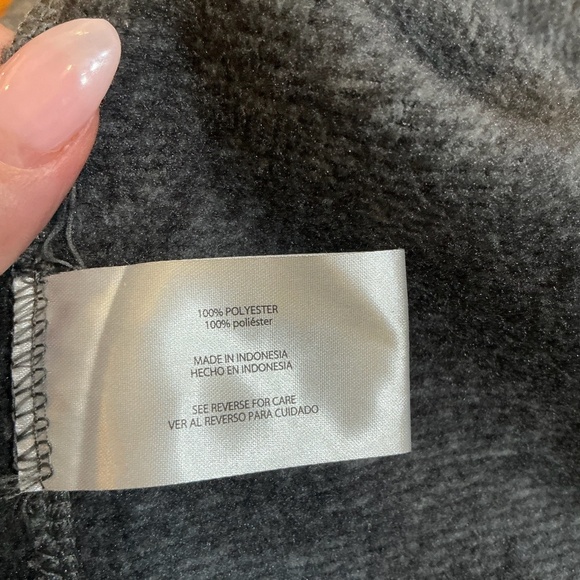 100% POLYESTER
100% poliéster
MADE IN INDONESIA
HECHO EN INDONESIA
SEE REVERSE FOR CARE
VER AL REVERSO PARA CUIDADO